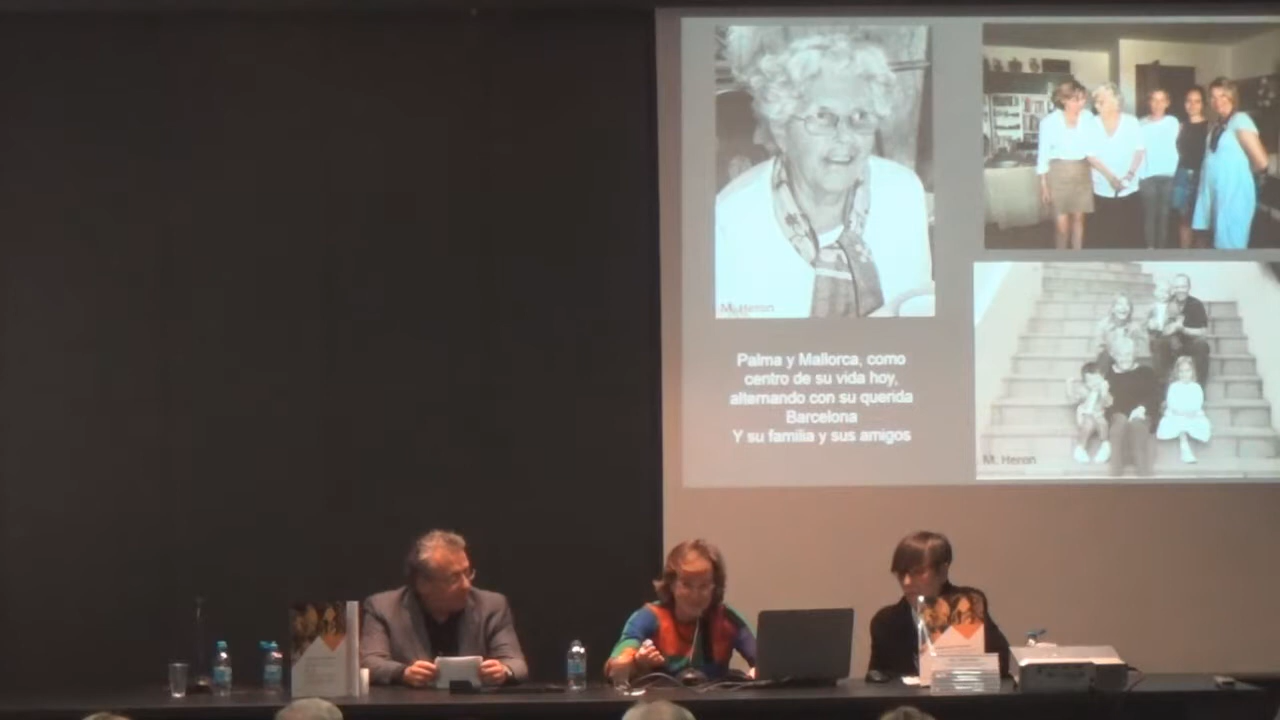 M. Heron
Palma y Mallorca, como
centro de su vida hoy,
alternando con su querida
Barcelona
Y su familia y sus amigos
M. Heron